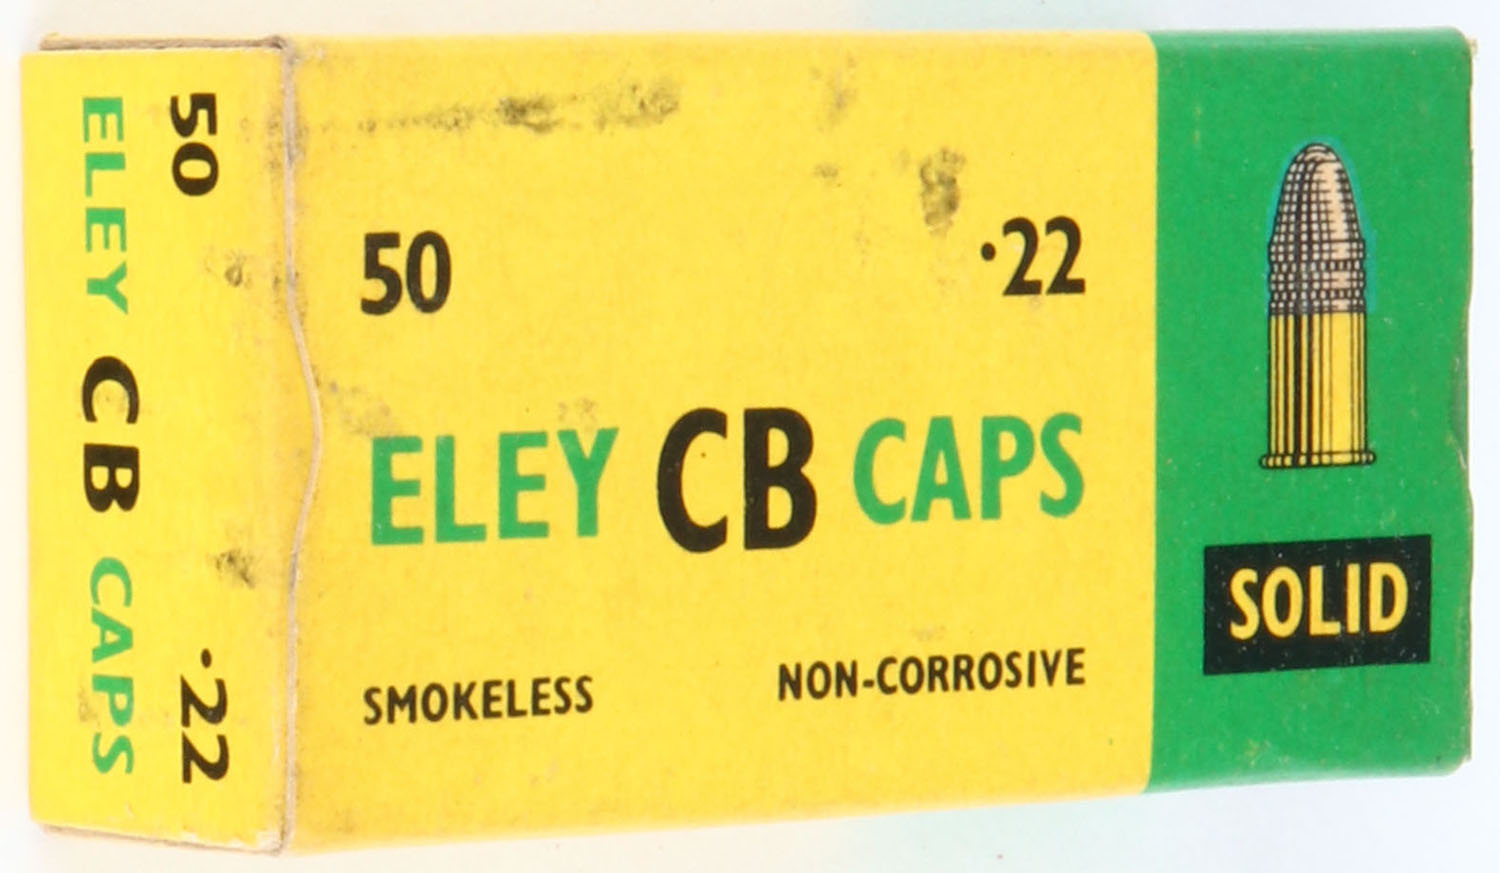 50 .22
ELEY CB CAPS
50 ·22
ELEY CB CAPS
SMOKELESS NON-CORROSIVE
SOLID